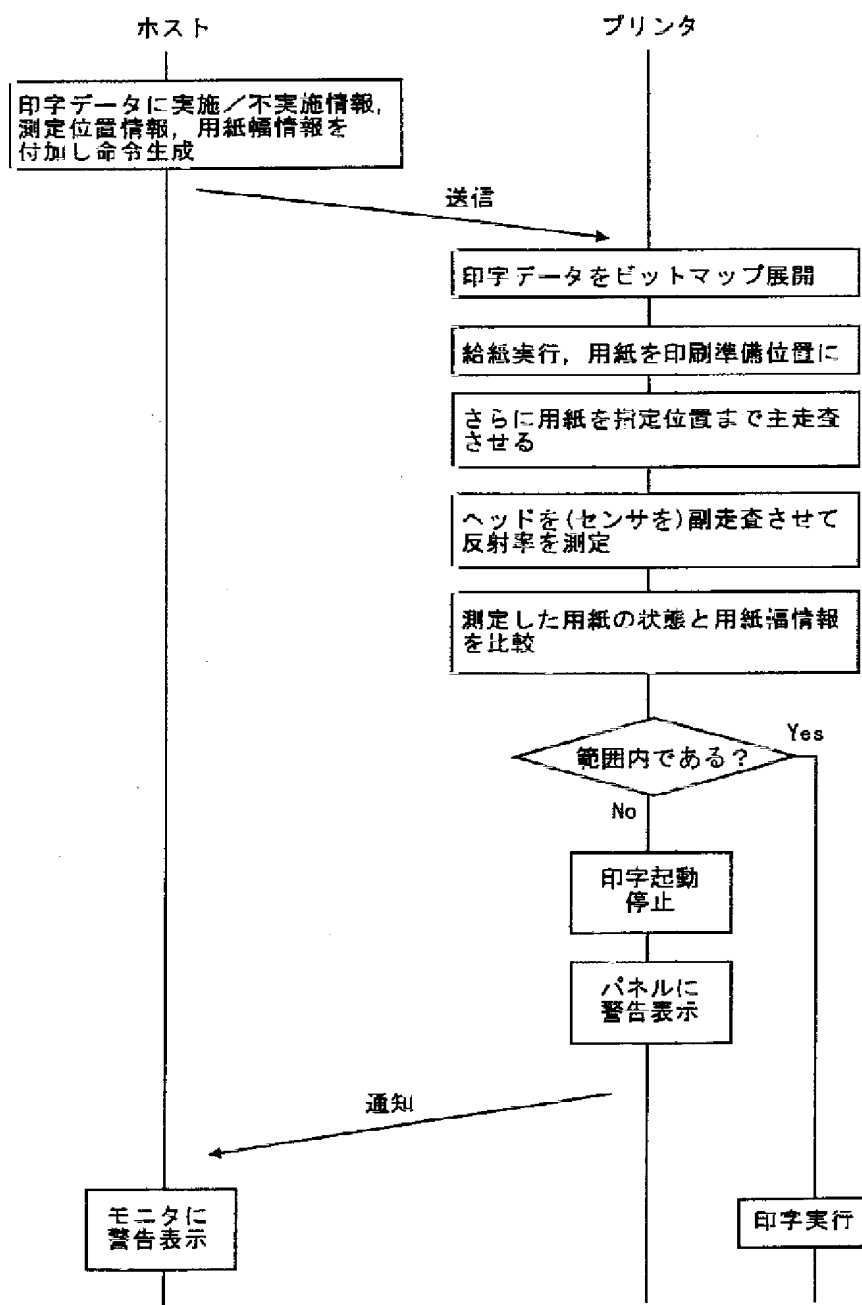 ホスト
プリンタ
印字データに実施／不実施情報，
測定位置情報，用紙幅情報を
付加し命令生成
送信
印字データをビットマップ展開
給紙実行，用紙を印刷準備位置に
さらに用紙を指定位置まで主走査
させる
ヘッドを(センサを)副走査させて
反射率を測定
測定した用紙の状態と用紙幅情報
を比較
範囲内である？
Yes
No
印字起動
停止
パネルに
警告表示
通知
モニタに
警告表示
印字実行